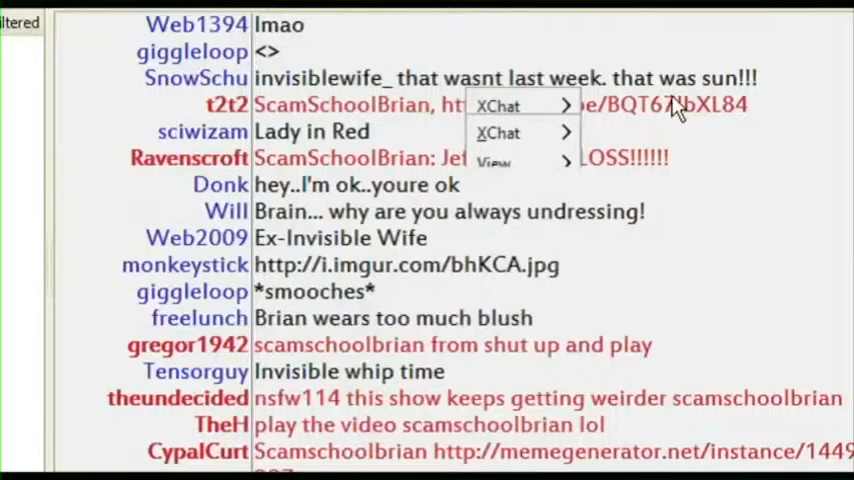 iltered
Web1394 lmao
giggleloop <>
SnowSchu invisiblewife_ that wasnt last week. that was sun!!!
t2t2 ScamSchoolBrian, ht be/BQT67NbXL84
XChat
sciwizam Lady in Red
XChat
Ravenscroft ScamSchoolBrian: Je LOSS!!!!!!
View
Donk hey..I'm ok..youre ok
Will Brain... why are you always undressing!
Web2009 Ex-Invisible Wife
monkeystick http://i.imgur.com/bhKCA.jpg
giggleloop *smooches*
freelunch Brian wears too much blush
gregor1942 scamschoolbrian from shut up and play
Tensorguy Invisible whip time
theundecided nsfw114 this show keeps getting weirder scamschoolbrian
TheH play the video scamschoolbrian lol
CypalCurt Scamschoolbrian http://memegenerator.net/instance/1449